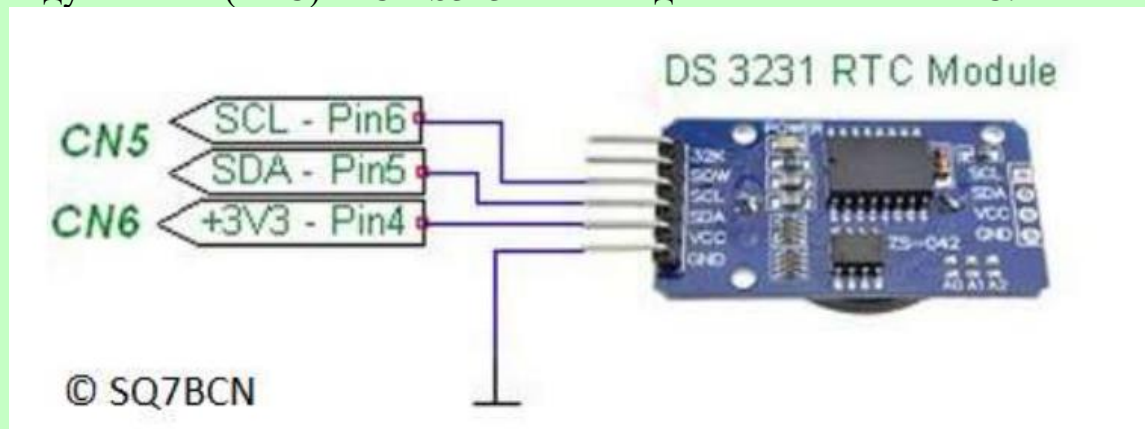 DS 3231 RTC Module
CN5
SCL - Pin6
SDA - Pin5
CN6
+3V3 - Pin4
32K
SQW
SCL
SDA
VCC
GND
ZS-042
SCL
SDA
VCC
GND
A0 A1 A2
© SQ7BCN